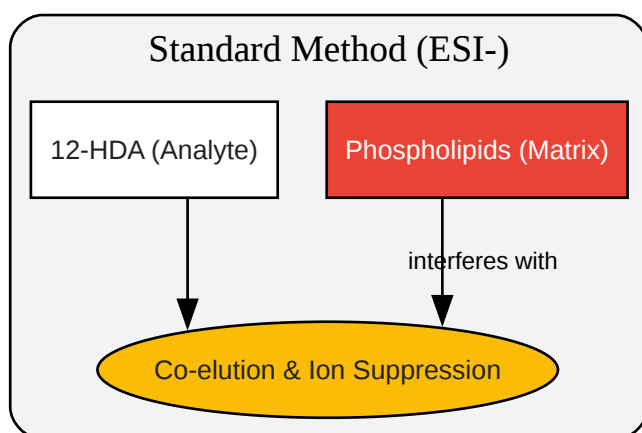 Standard Method (ESI-)
12-HDA (Analyte)
Phospholipids (Matrix)
interferes with
Co-elution & Ion Suppression